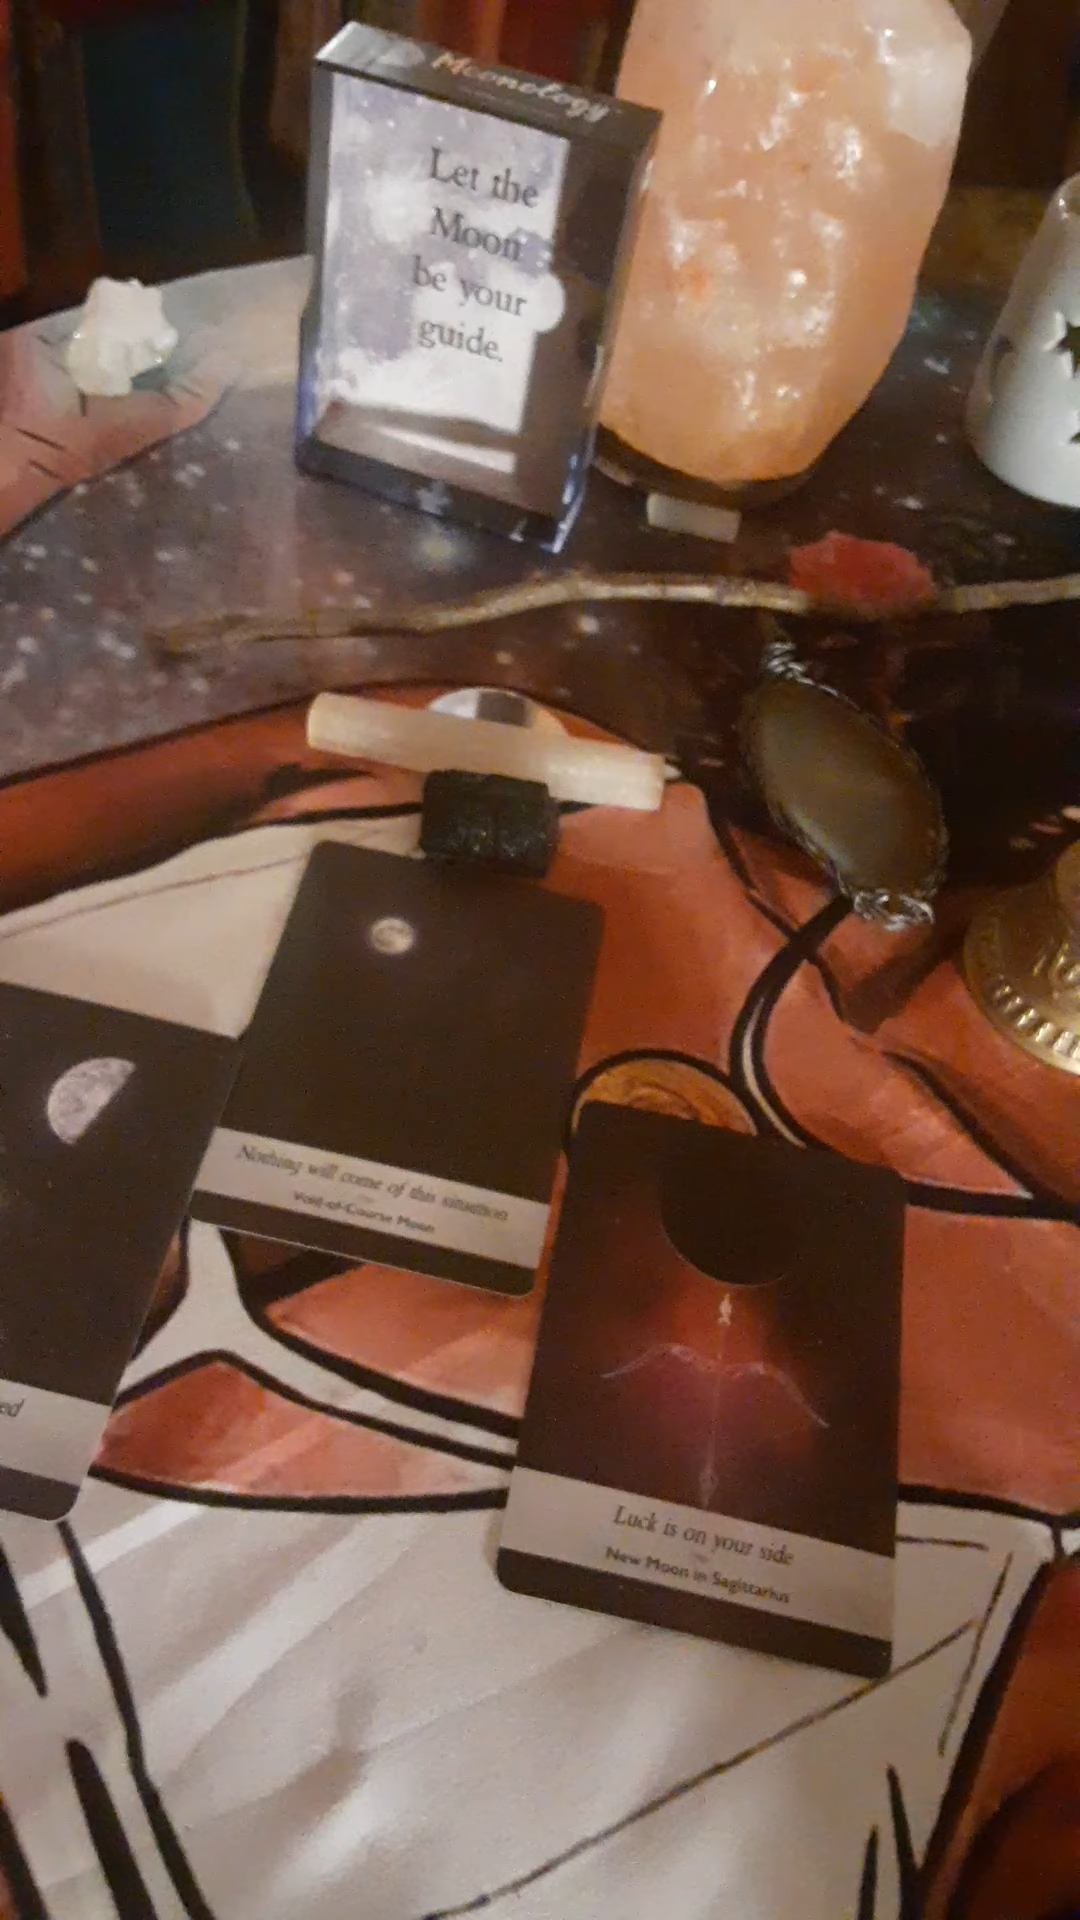 Moonology
Let the
Moon
be your
guide.
Nothing will come of this situation
Void-of-Course Moon
ed
Luck is on your side
New Moon in Sagittarius